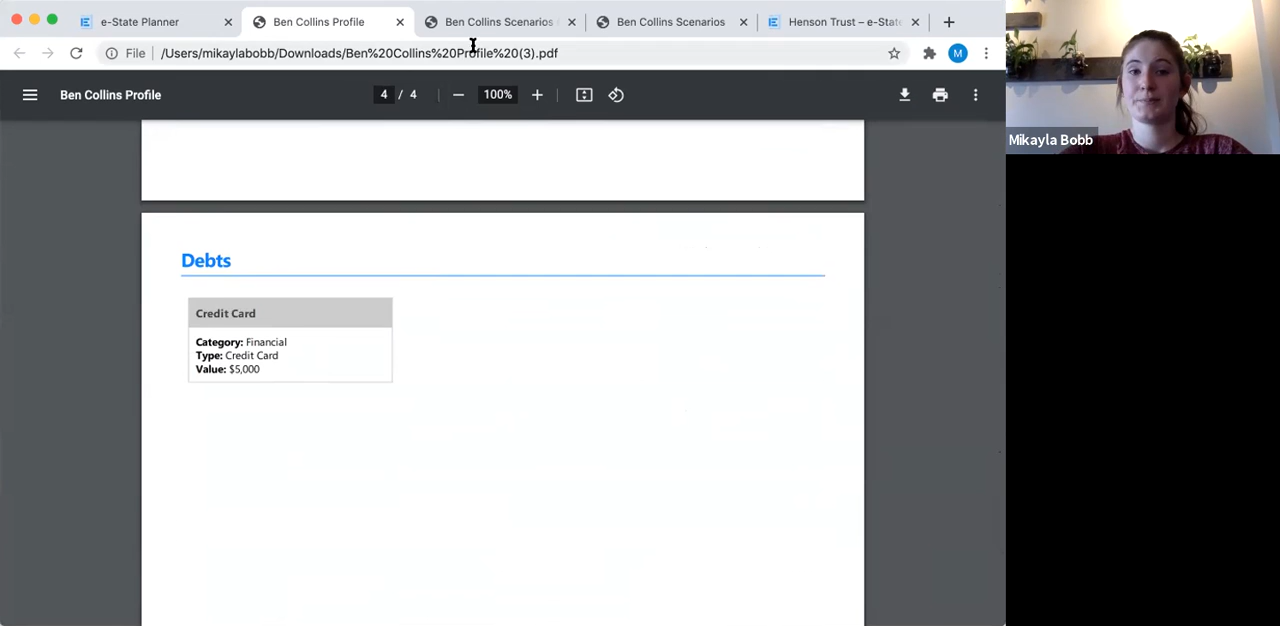 e-State Planner
Ben Collins Profile
Ben Collins Scenarios
Ben Collins Scenarios
Henson Trust – e-State
File
/Users/mikaylabobb/Downloads/Ben%20Collins%20Profile%20(3).pdf
M
Ben Collins Profile
4 / 4
100%
Mikayla Bobb
Debts
Credit Card
Category: Financial
Type: Credit Card
Value: $5,000